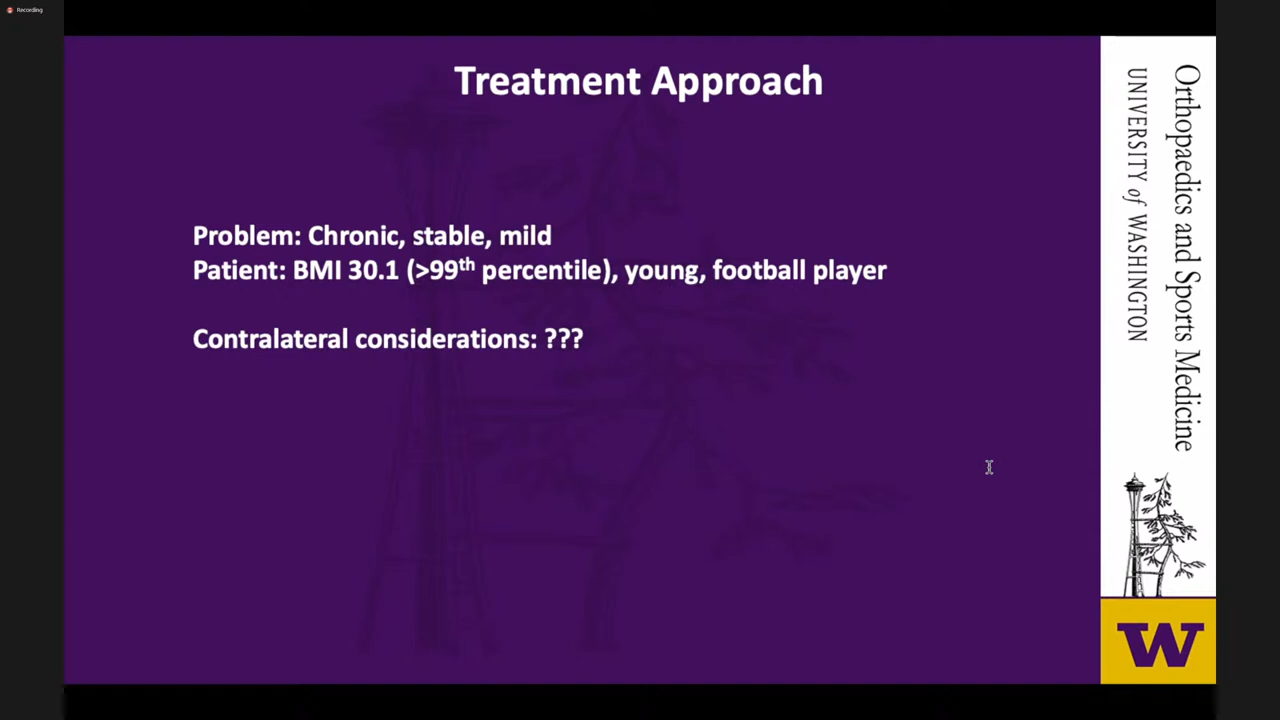 Recording
Treatment Approach
Problem: Chronic, stable, mild
Patient: BMI 30.1 (>99th percentile), young, football player
Contralateral considerations: ???
Orthopaedics and Sports Medicine
UNIVERSITY of WASHINGTON
W